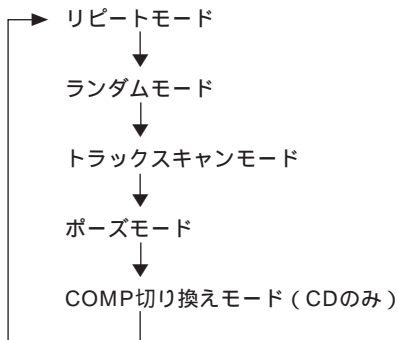 リピートモード
ランダムモード
トラックスキャンモード
ポーズモード
COMP切り換えモード（CDのみ）